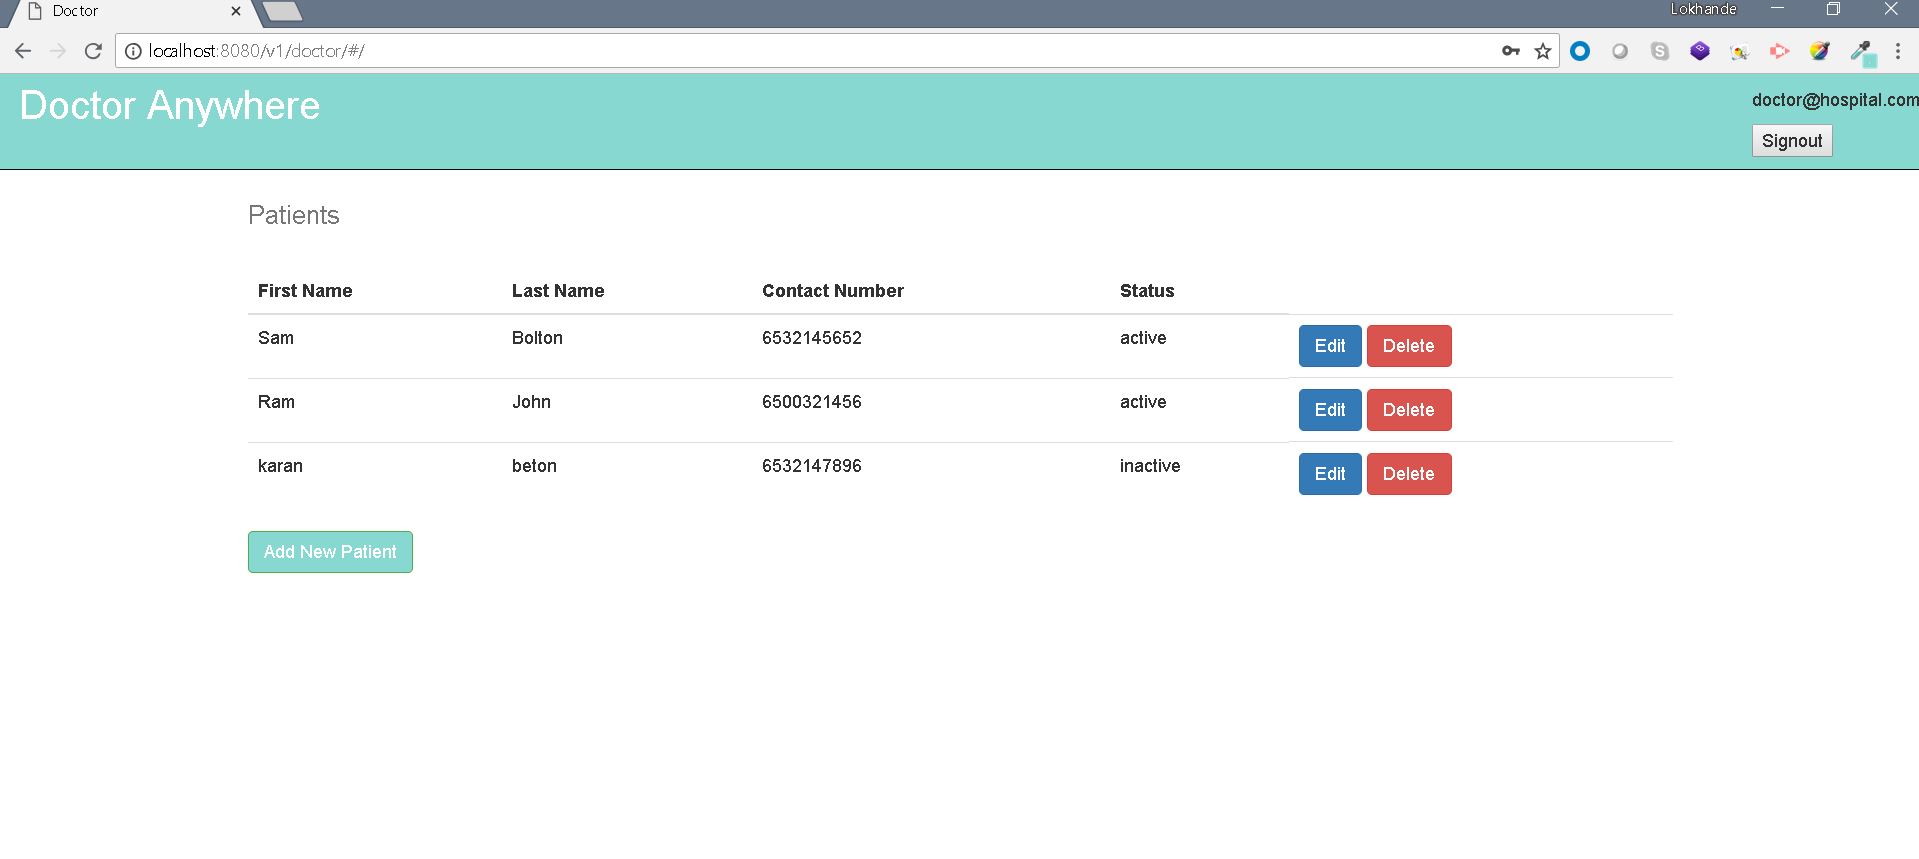 Doctor
Lokhande
localhost:8080/v1/doctor/#/
Doctor Anywhere
doctor@hospital.com
Signout
Patients
First Name Last Name Contact Number Status
Sam Bolton 6532145652 active Edit Delete
Ram John 6500321456 active Edit Delete
karan beton 6532147896 inactive Edit Delete
Add New Patient